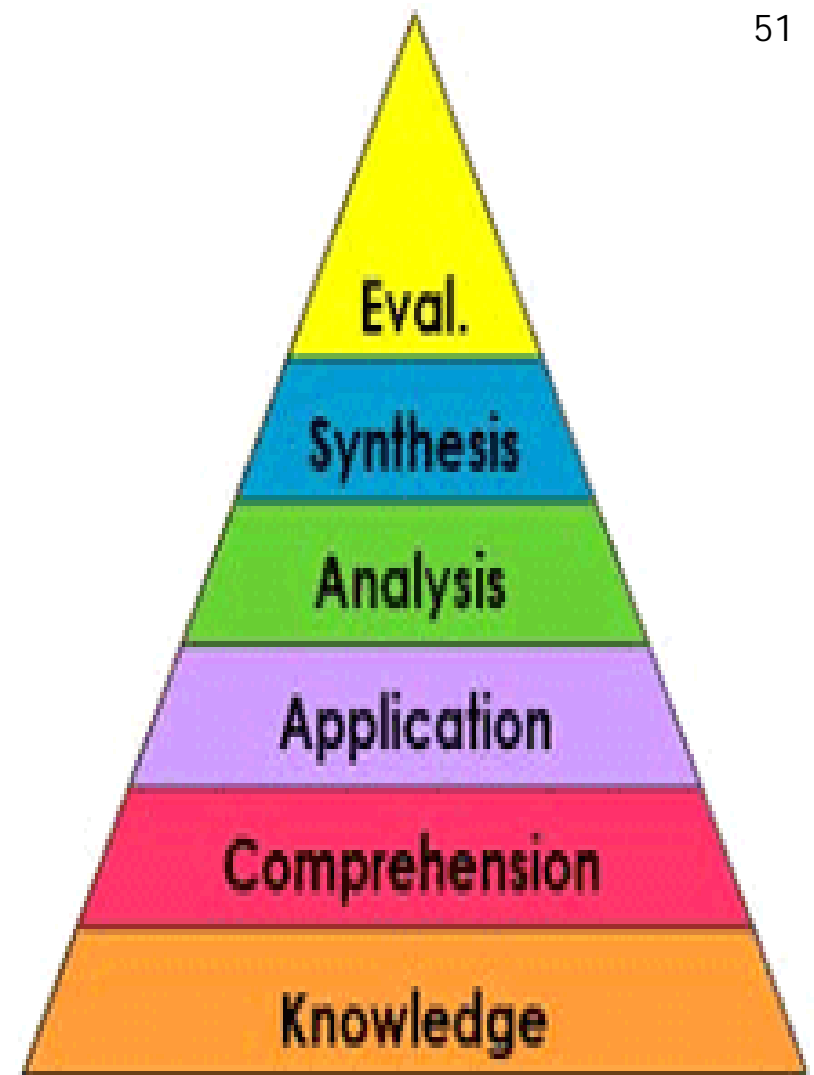 51
Eval.
Synthesis
Analysis
Application
Comprehension
Knowledge